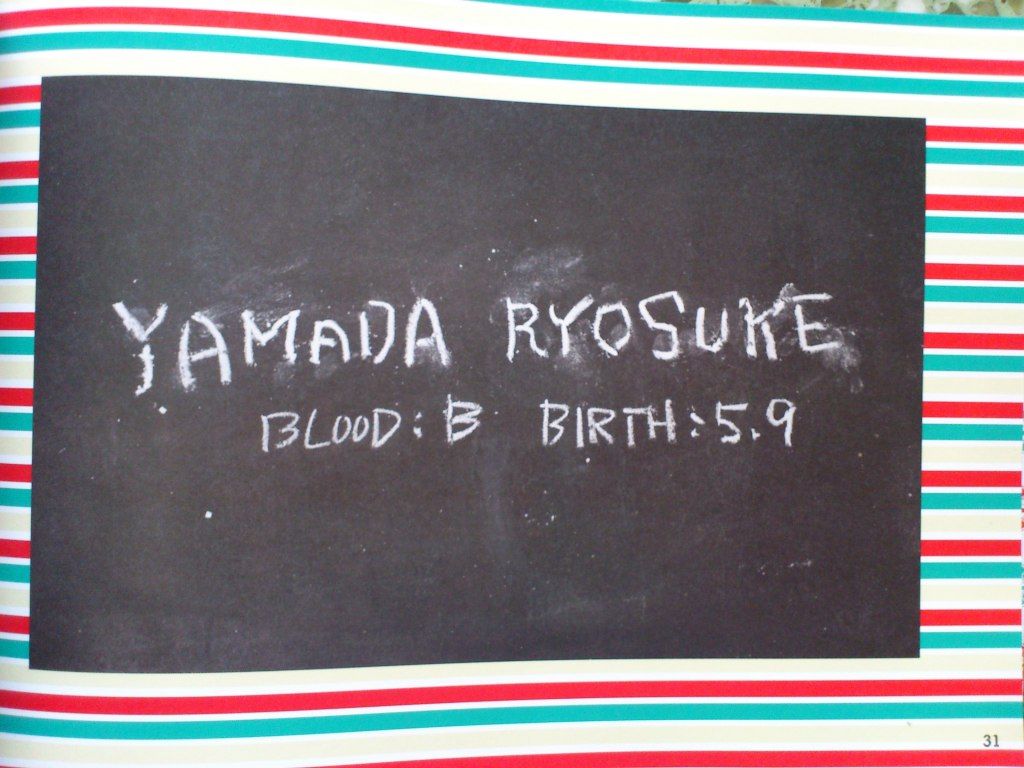 YAMADA RYOSUKE
BLOOD: B BIRTH: 5.9
31